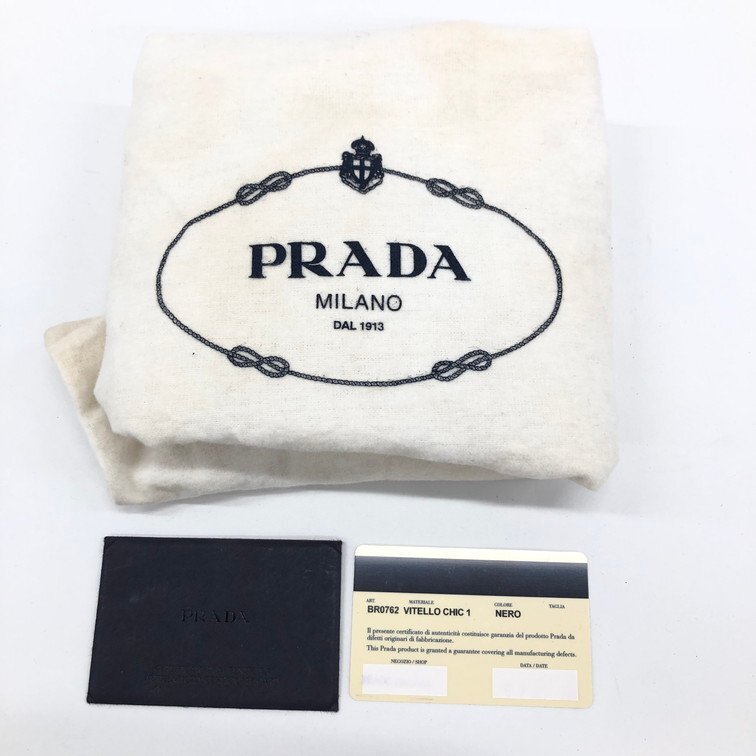 PRADA
MILANO
DAL 1913
PRADA
ART. MATERIALE COLORE TAGLIA
BR0762 VITELLO CHIC 1 NERO
Il presente certificato di autenticità costituisce garanzia del prodotto Prada da
difetti originari di fabbricazione.
This Prada product is granted a guarantee covering all manufacturing defects.
NEGOZIO / SHOP DATA / DATE